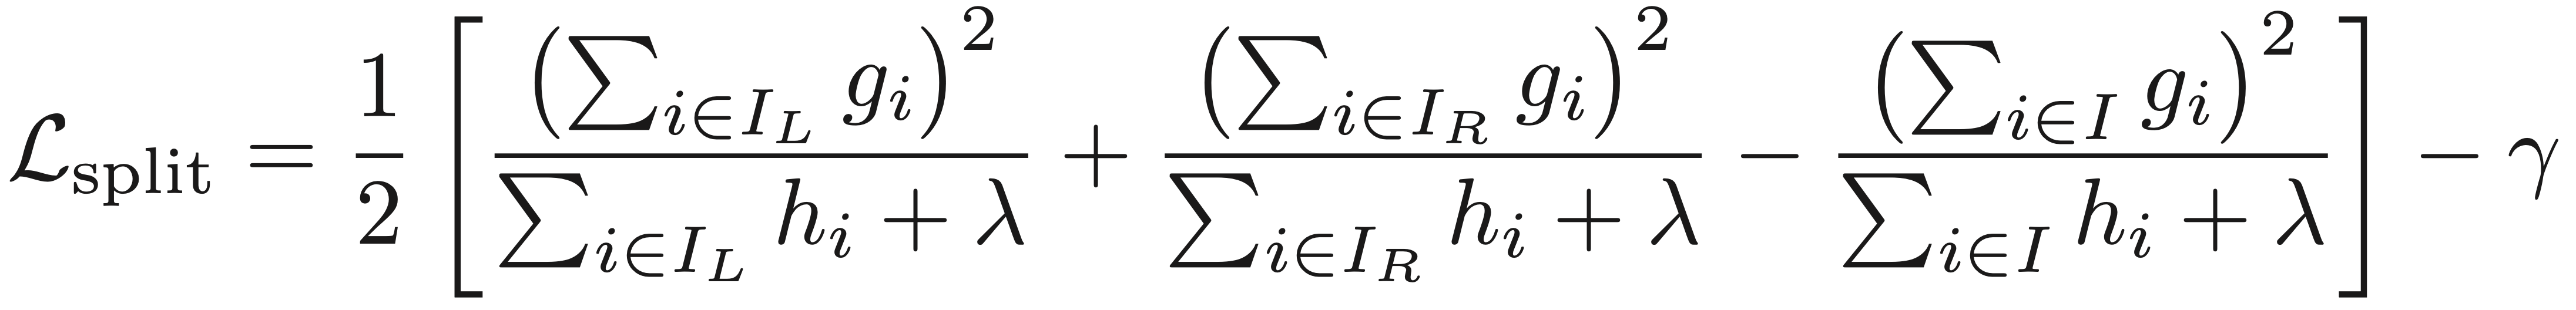 $\mathcal{L}_{\text{split}} = \frac{1}{2} \left[ \frac{\left(\sum_{i \in I_L} g_i\right)^2}{\sum_{i \in I_L} h_i + \lambda} + \frac{\left(\sum_{i \in I_R} g_i\right)^2}{\sum_{i \in I_R} h_i + \lambda} - \frac{\left(\sum_{i \in I} g_i\right)^2}{\sum_{i \in I} h_i + \lambda} \right] - \gamma$